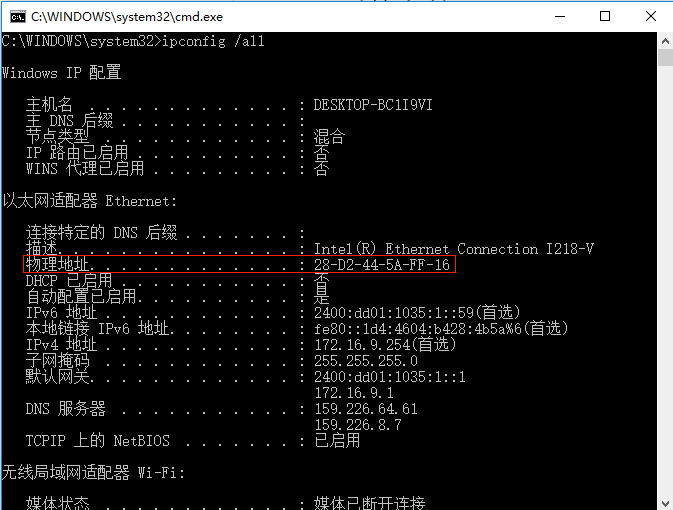 C:\WINDOWS\system32\cmd.exe
C:\WINDOWS\system32>ipconfig /all
Windows IP 配置
主机名 . . . . . . . . . . . . . : DESKTOP-BC1I9VI
主 DNS 后缀 . . . . . . . . . . . :
节点类型 . . . . . . . . . . . . : 混合
IP 路由已启用 . . . . . . . . . . : 否
WINS 代理已启用 . . . . . . . . . : 否
以太网适配器 Ethernet:
连接特定的 DNS 后缀 . . . . . . . :
描述. . . . . . . . . . . . . . . : Intel(R) Ethernet Connection I218-V
物理地址. . . . . . . . . . . . . : 28-D2-44-5A-FF-16
DHCP 已启用 . . . . . . . . . . . : 否
自动配置已启用. . . . . . . . . . : 是
IPv6 地址 . . . . . . . . . . . . : 2400:dd01:1035:1::59(首选)
本地链接 IPv6 地址. . . . . . . . : fe80::1d4:4604:b428:4b5a%6(首选)
IPv4 地址 . . . . . . . . . . . . : 172.16.9.254(首选)
子网掩码 . . . . . . . . . . . . : 255.255.255.0
默认网关. . . . . . . . . . . . . : 2400:dd01:1035:1::1
172.16.9.1
DNS 服务器 . . . . . . . . . . . : 159.226.64.61
159.226.8.7
TCPIP 上的 NetBIOS . . . . . . . : 已启用
无线局域网适配器 Wi-Fi:
媒体状态 . . . . . . . . . . . . : 媒体已断开连接